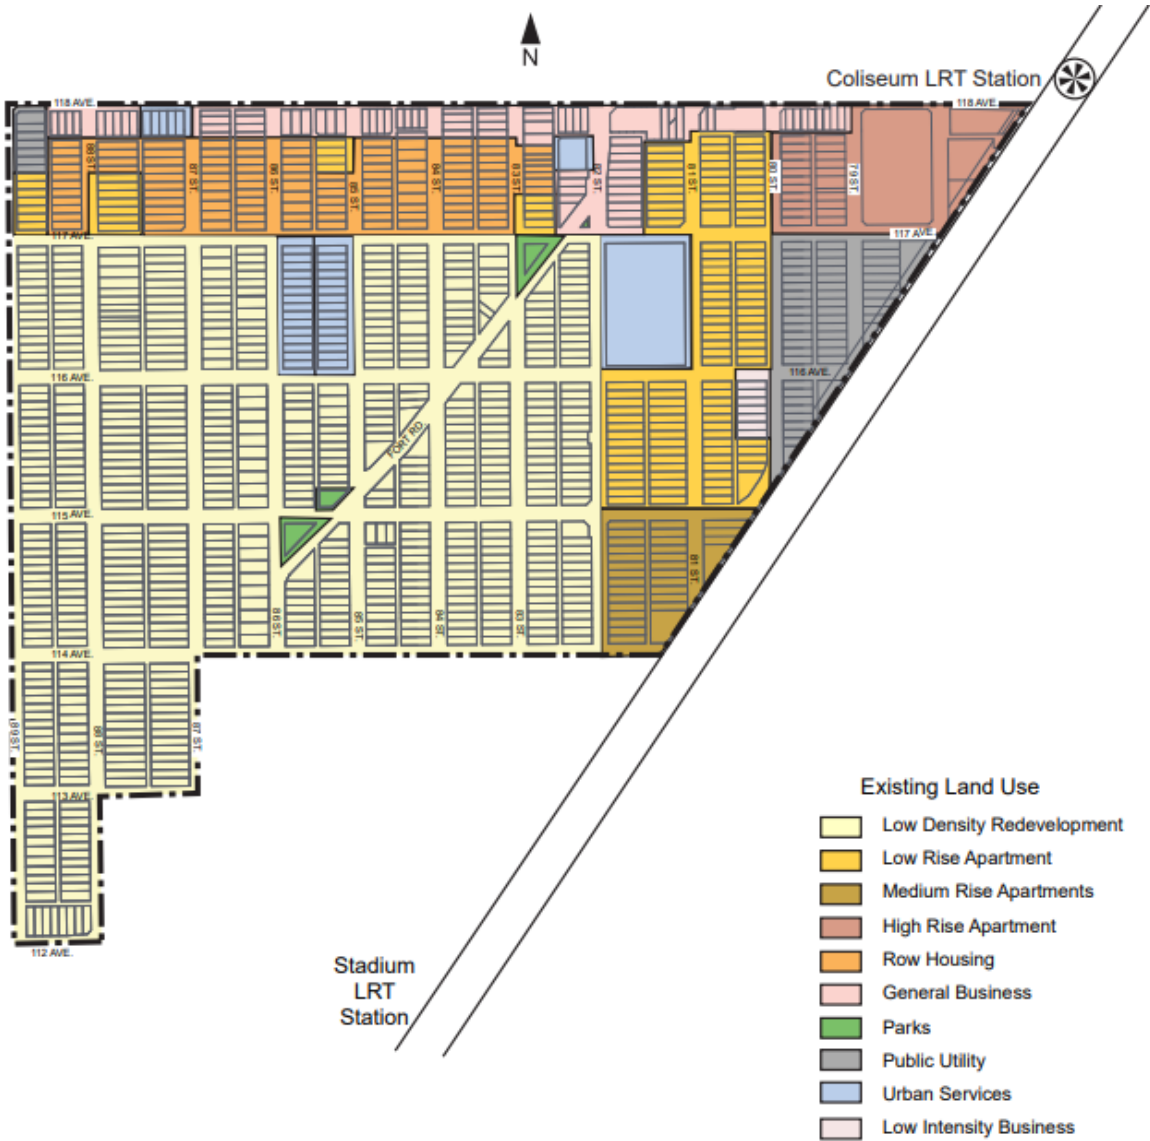 N
Coliseum LRT Station
118 AVE.
118 AVE.
88 ST.
87 ST.
86 ST.
85 ST.
84 ST.
83 ST.
82 ST.
81 ST.
80 ST.
79 ST.
117 AVE.
117 AVE.
116 AVE.
116 AVE.
FORT RD
115 AVE.
81 ST.
86 ST.
85 ST.
84 ST.
83 ST.
114 AVE.
89 ST.
88 ST.
87 ST.
113 AVE.
112 AVE.
Stadium
LRT
Station
Existing Land Use
Low Density Redevelopment
Low Rise Apartment
Medium Rise Apartments
High Rise Apartment
Row Housing
General Business
Parks
Public Utility
Urban Services
Low Intensity Business